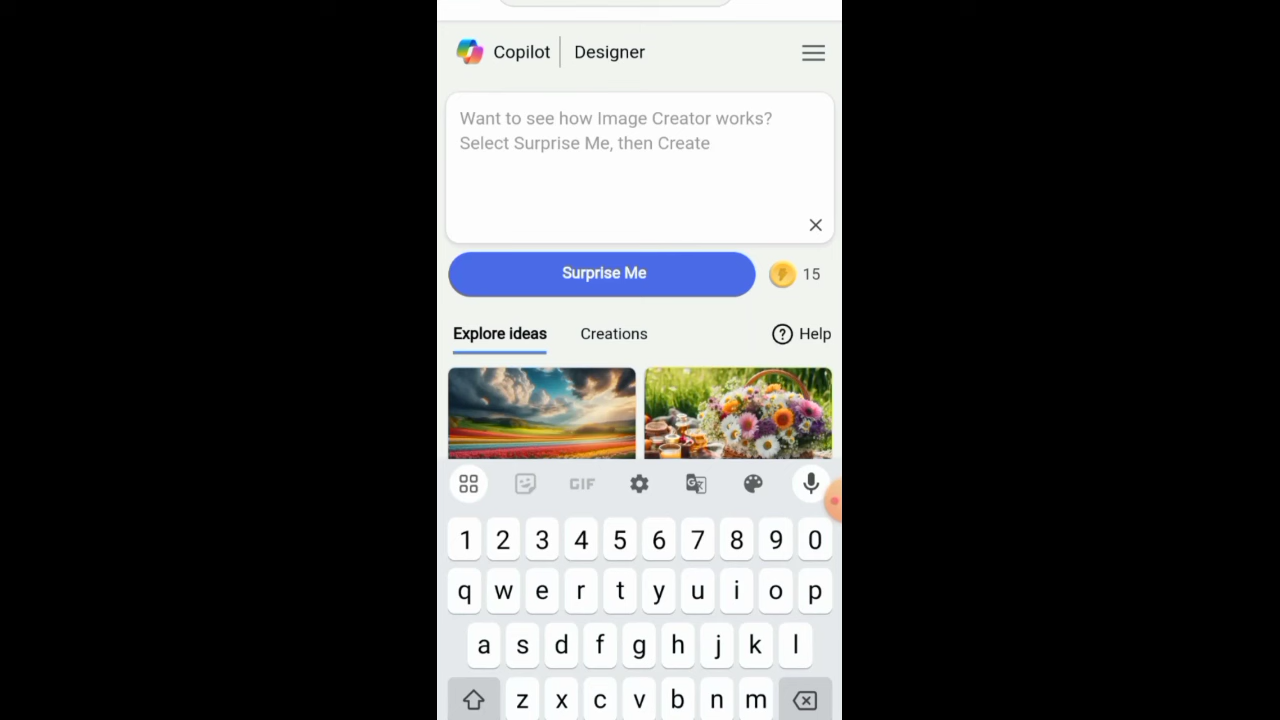 Copilot Designer
Want to see how Image Creator works?
Select Surprise Me, then Create
Surprise Me 15
Explore ideas Creations Help
GIF
1 2 3 4 5 6 7 8 9 0
q w e r t y u i o p
a s d f g h j k l
z x c v b n m